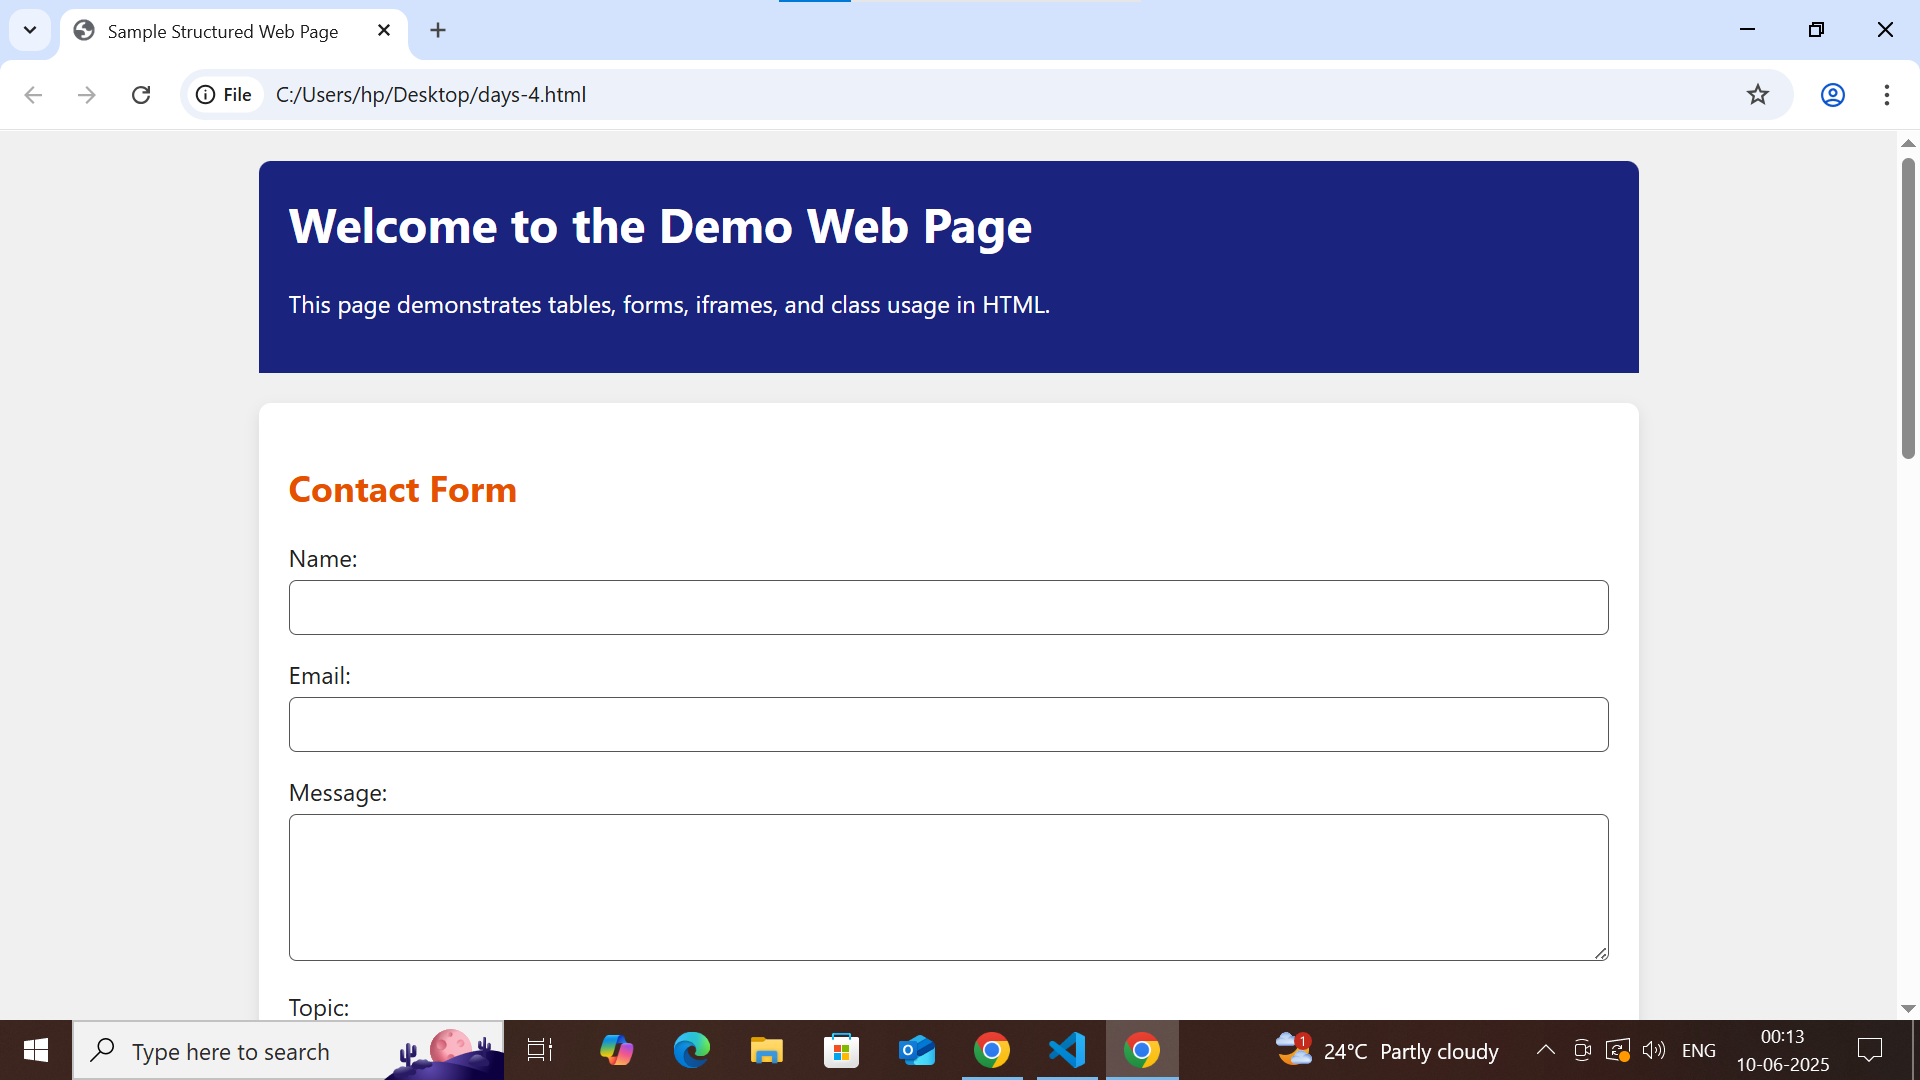 Sample Structured Web Page
File C:/Users/hp/Desktop/days-4.html
Welcome to the Demo Web Page
This page demonstrates tables, forms, iframes, and class usage in HTML.
Contact Form
Name:
Email:
Message:
Topic:
Type here to search
1
24°C Partly cloudy
ENG
00:13
10-06-2025